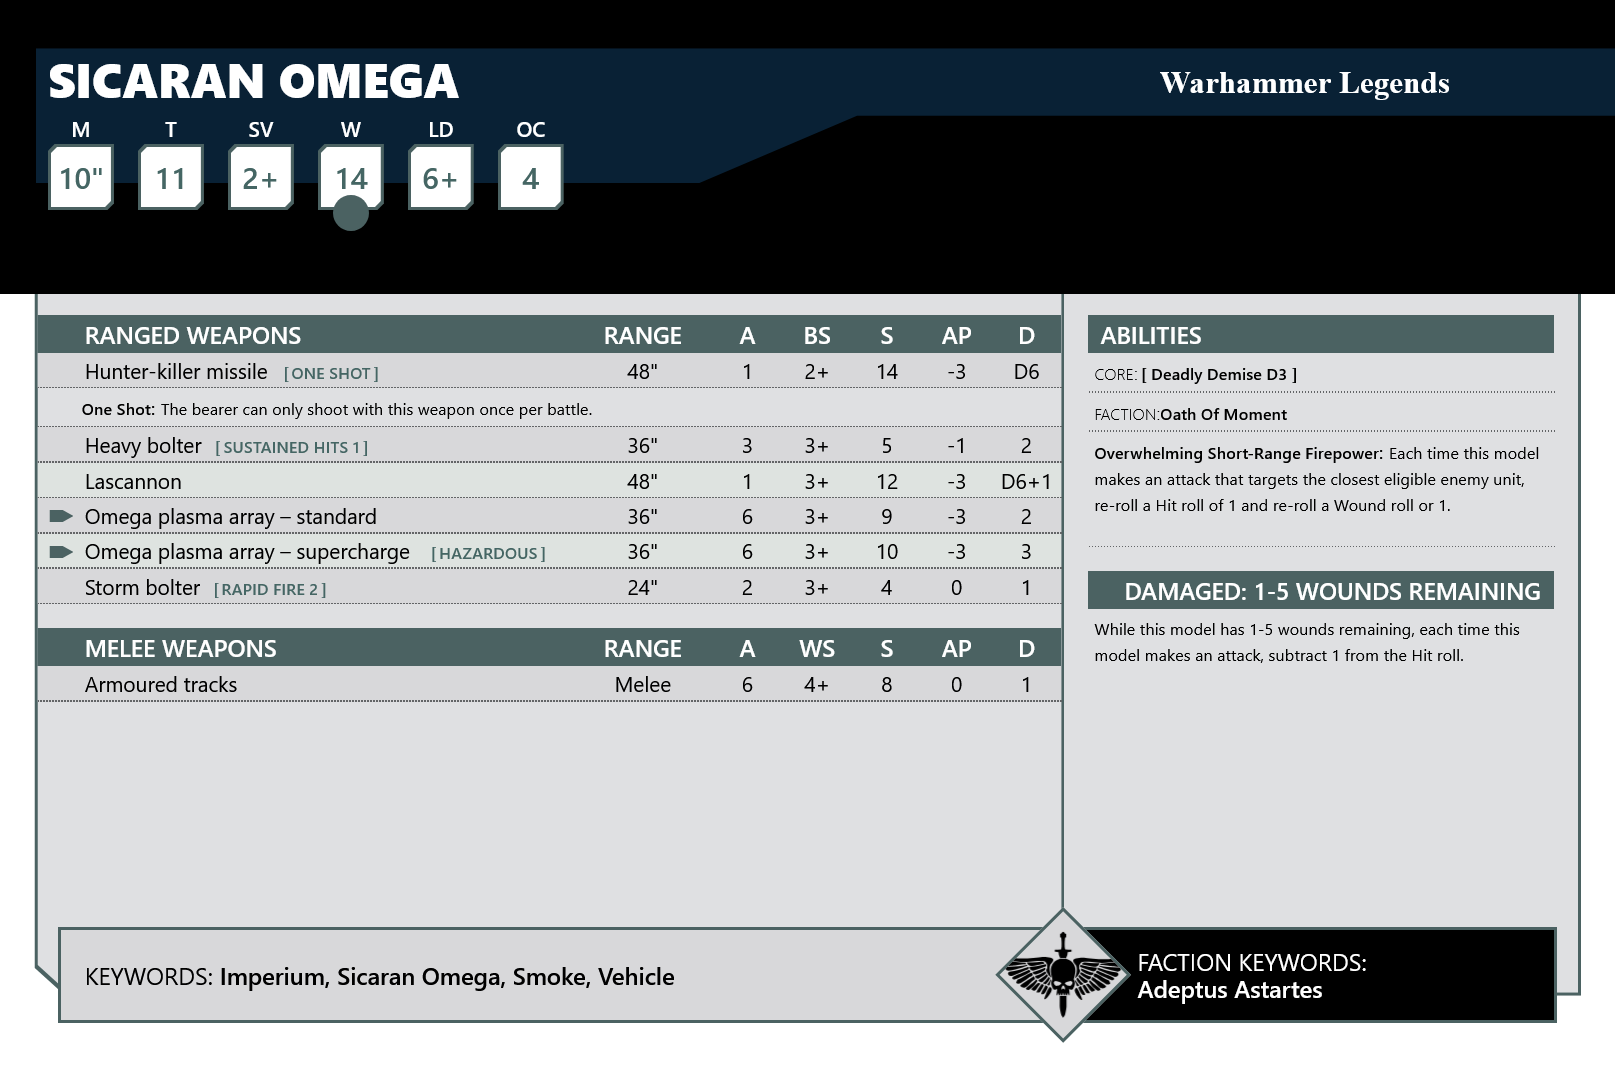 SICARAN OMEGA
Warhammer Legends
M T SV W LD OC
10" 11 2+ 14 6+ 4
RANGED WEAPONS RANGE A BS S AP D
Hunter-killer missile [ ONE SHOT ] 48" 1 2+ 14 -3 D6
One Shot: The bearer can only shoot with this weapon once per battle.
Heavy bolter [ SUSTAINED HITS 1 ] 36" 3 3+ 5 -1 2
Lascannon 48" 1 3+ 12 -3 D6+1
Omega plasma array – standard 36" 6 3+ 9 -3 2
Omega plasma array – supercharge [ HAZARDOUS ] 36" 6 3+ 10 -3 3
Storm bolter [ RAPID FIRE 2 ] 24" 2 3+ 4 0 1
MELEE WEAPONS RANGE A WS S AP D
Armoured tracks Melee 6 4+ 8 0 1
ABILITIES
CORE: [ Deadly Demise D3 ]
FACTION:Oath Of Moment
Overwhelming Short-Range Firepower: Each time this model
makes an attack that targets the closest eligible enemy unit,
re-roll a Hit roll of 1 and re-roll a Wound roll or 1.
DAMAGED: 1-5 WOUNDS REMAINING
While this model has 1-5 wounds remaining, each time this
model makes an attack, subtract 1 from the Hit roll.
KEYWORDS: Imperium, Sicaran Omega, Smoke, Vehicle
FACTION KEYWORDS:
Adeptus Astartes